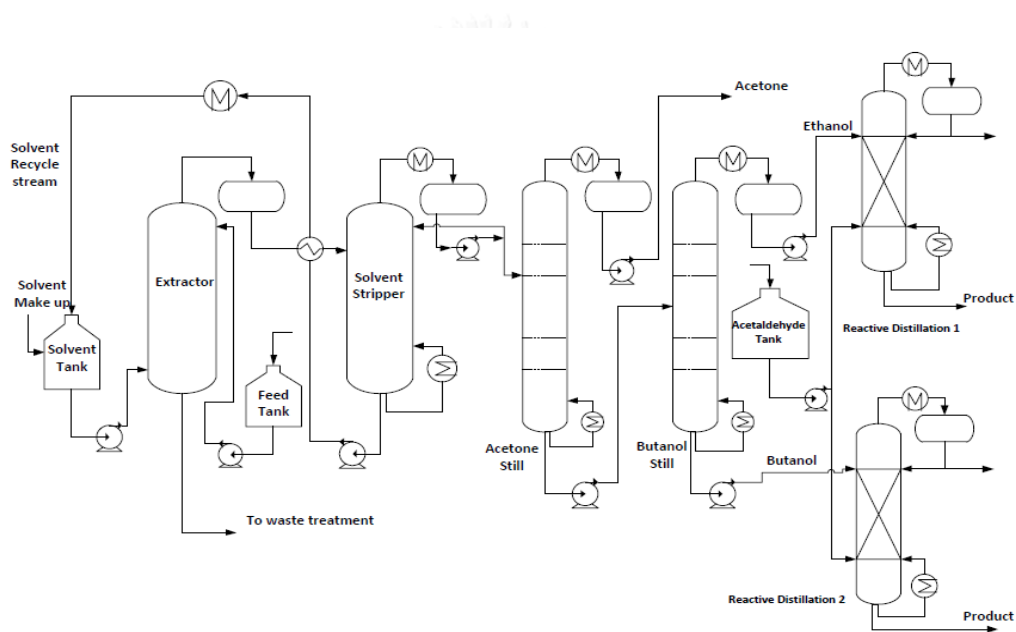 Acetone
Ethanol
Solvent
Recycle
stream
Extractor
Solvent
Stripper
Solvent
Make up
Product
Acetaldehyde
Tank
Reactive Distillation 1
Solvent
Tank
Feed
Tank
Acetone
Still
Butanol
Still
Butanol
To waste treatment
Reactive Distillation 2
Product